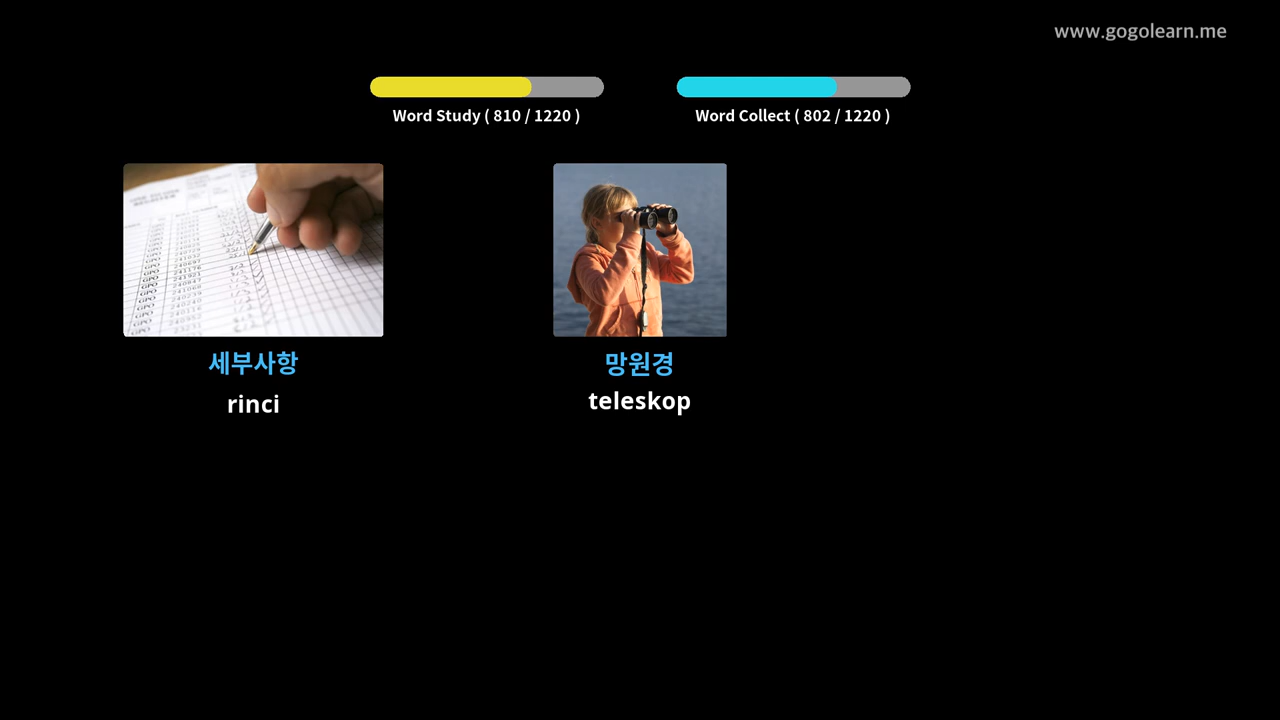 www.gogolearn.me
Word Study ( 810 / 1220 )
Word Collect ( 802 / 1220 )
세부사항
rinci
망원경
teleskop